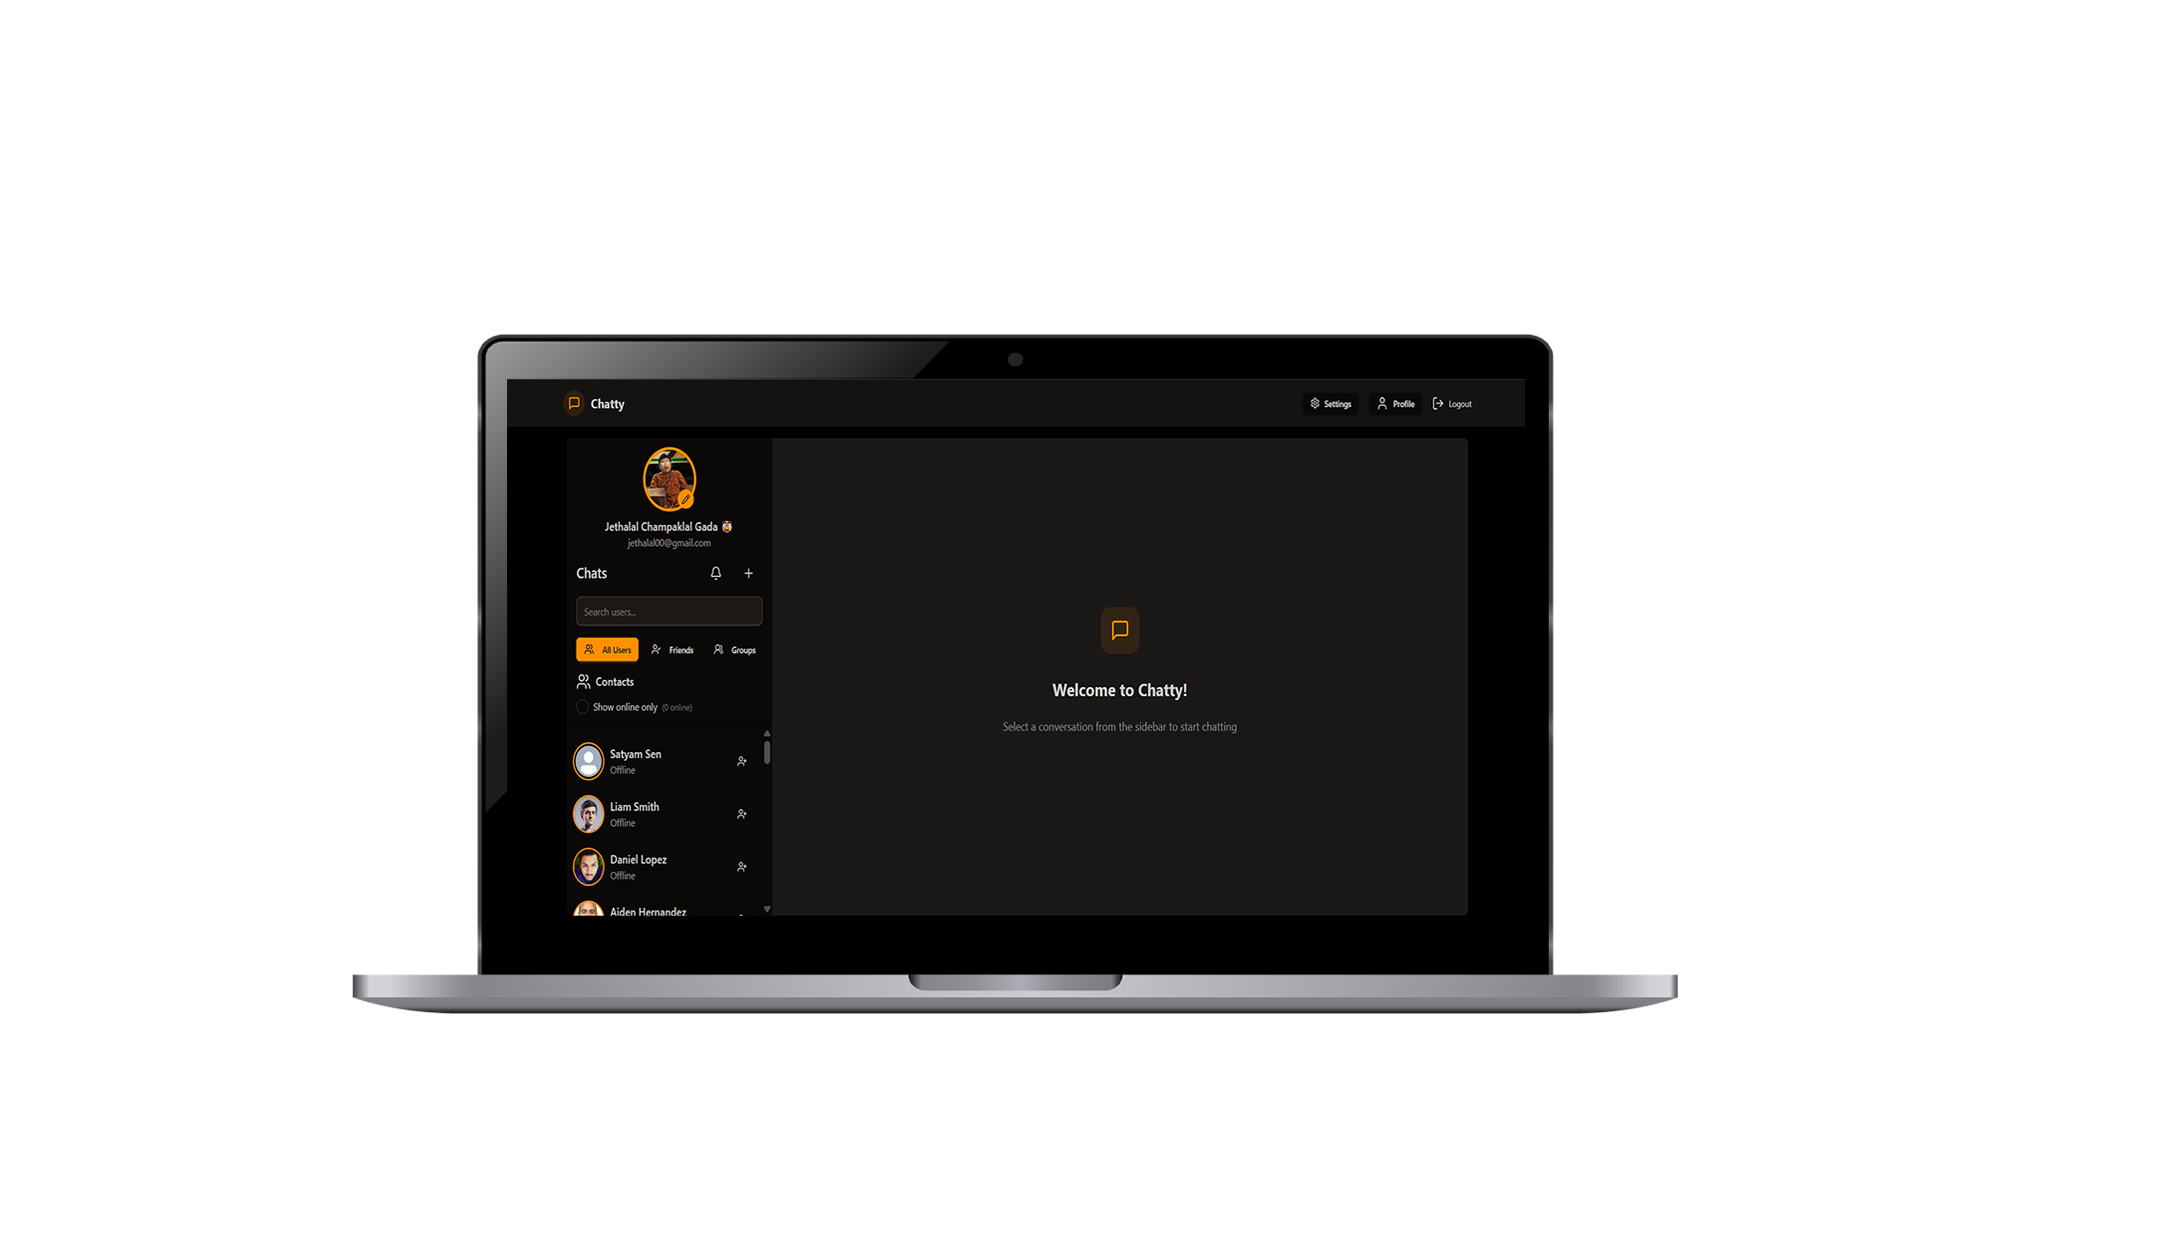 Chatty
Settings
Profile
Logout
Jethalal Champaklal Gada
jethalal00@gmail.com
Chats
Search users...
All Users
Friends
Groups
Contacts
Show online only (0 online)
Satyam Sen
Offline
Liam Smith
Offline
Daniel Lopez
Offline
Aiden Hernandez
Welcome to Chatty!
Select a conversation from the sidebar to start chatting